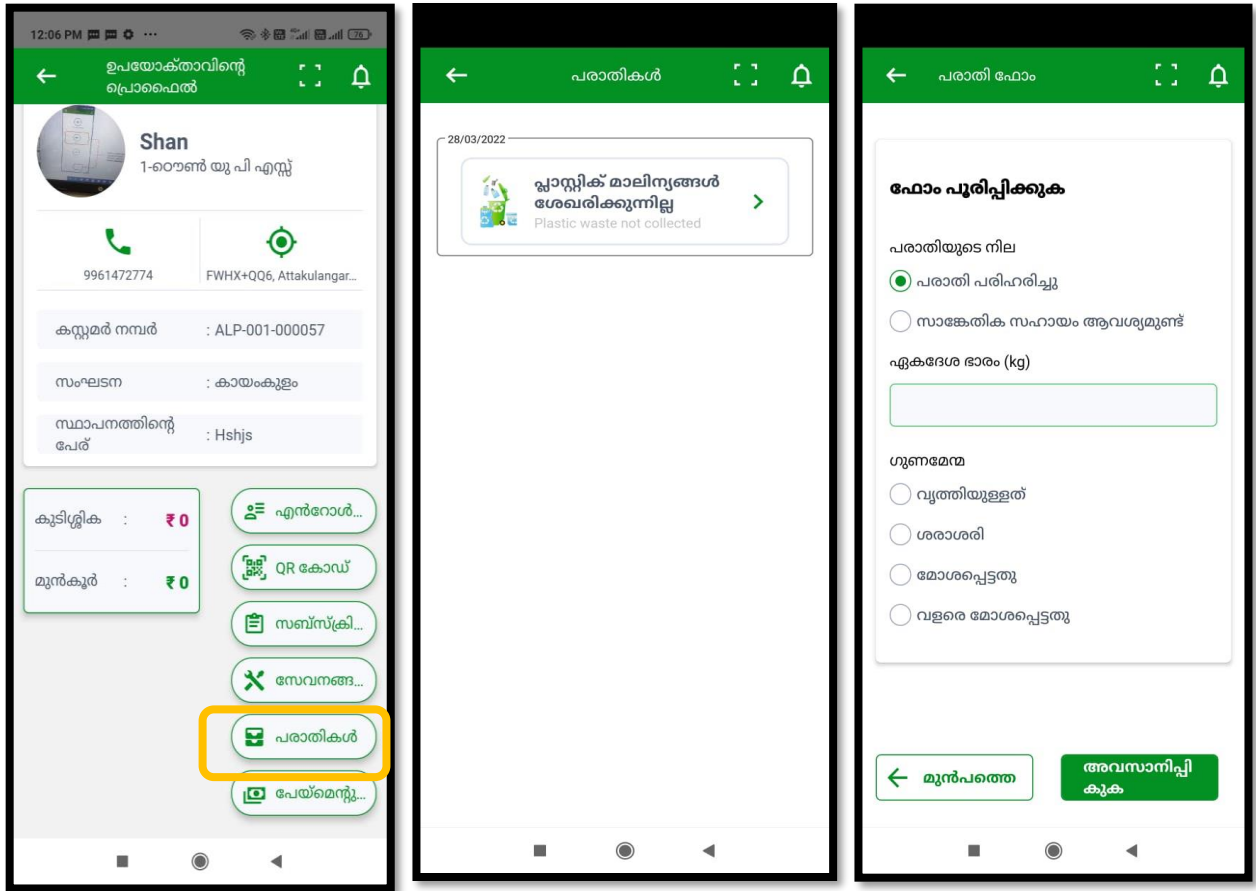 12:06 PM
76
ഉപയോക്താവിന്റെ
പ്രൊഫൈൽ
Shan
1-ഠൌൺ യു പി എസ്സ്
9961472774
FWHX+QQ6, Attakulangar...
കസ്റ്റമർ നമ്പർ : ALP-001-000057
സംഘടന : കായംകുളം
സ്ഥാപനത്തിന്റെ
പേര് : Hshjs
കുടിശ്ശിക : ₹ 0
മുൻകൂർ : ₹ 0
എൻറോൾ...
QR കോഡ്
സബ്സ്ക്രി...
സേവനങ്ങ...
പരാതികൾ
പേയ്മെന്റു...
പരാതികൾ
28/03/2022
പ്ലാസ്റ്റിക് മാലിന്യങ്ങൾ
ശേഖരിക്കുന്നില്ല
Plastic waste not collected
പരാതി ഫോം
ഫോം പൂരിപ്പിക്കുക
പരാതിയുടെ നില
പരാതി പരിഹരിച്ചു
സാങ്കേതിക സഹായം ആവശ്യമുണ്ട്
ഏകദേശ ഭാരം (kg)
ഗുണമേന്മ
വൃത്തിയുള്ളത്
ശരാശരി
മോശപ്പെട്ടതു
വളരെ മോശപ്പെട്ടതു
മുൻപത്തെ
അവസാനിപ്പി
കുക